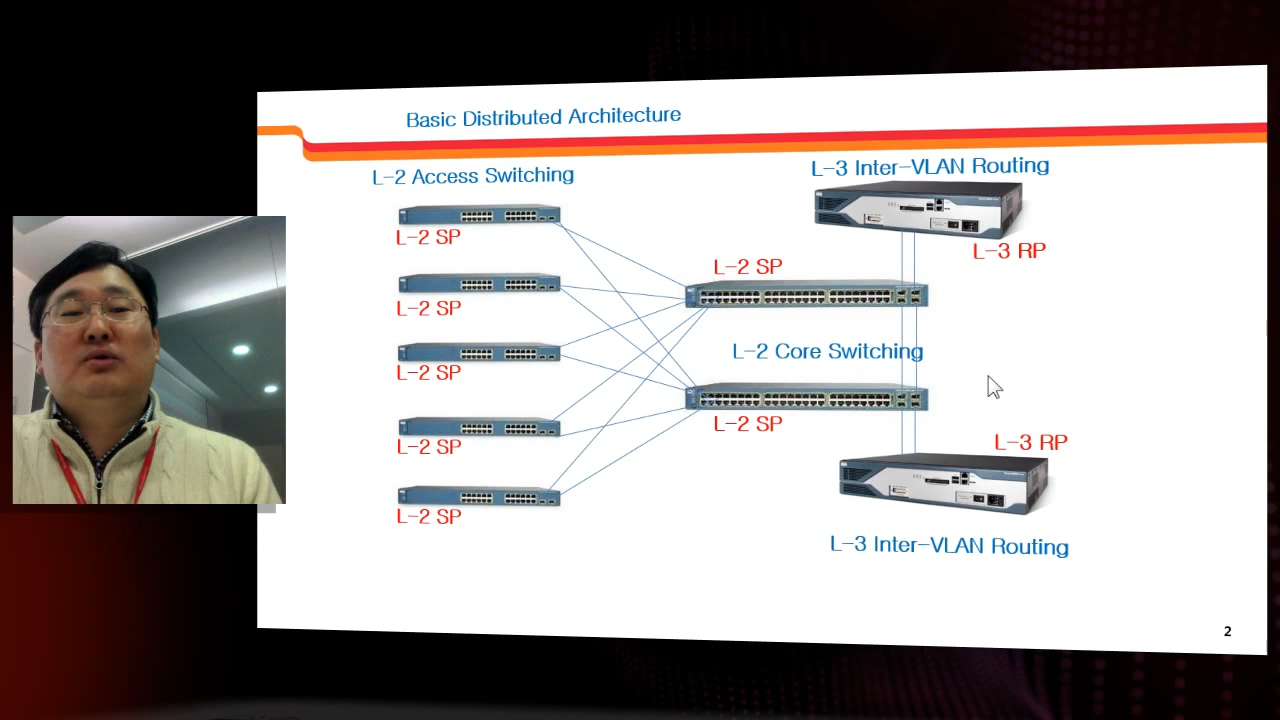 Basic Distributed Architecture
L-2 Access Switching
L-3 Inter-VLAN Routing
L-2 SP
L-3 RP
L-2 SP
L-2 SP
L-2 Core Switching
L-2 SP
L-2 SP
L-2 SP
L-3 RP
L-2 SP
L-2 SP
L-3 Inter-VLAN Routing
2